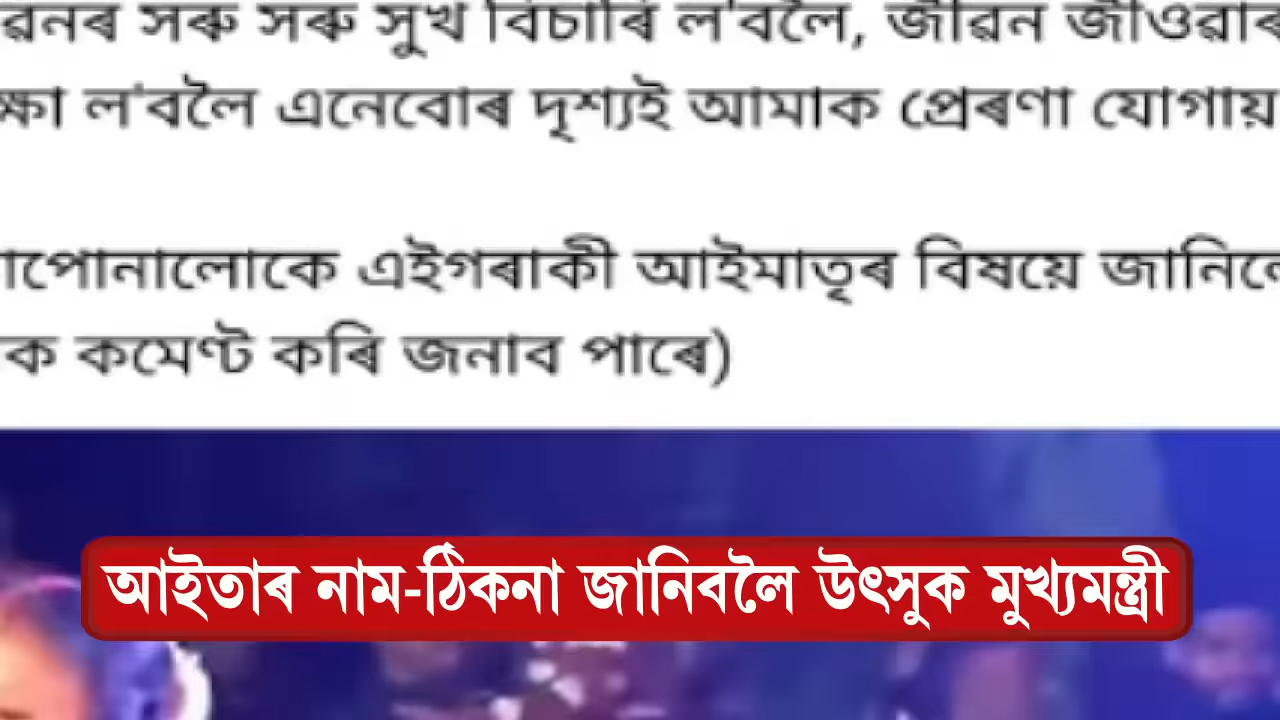 ৱনৰ সৰু সৰু সুখ বিচাৰি ল'বলৈ, জীৱন জীওৱাৰ
ক্ষা ল'বলৈ এনেবোৰ দৃশ্যই আমাক প্ৰেৰণা যোগায়
াপোনালোকে এইগৰাকী আইমাতৃৰ বিষয়ে জানিলে
ক কমেণ্ট কৰি জনাব পাৰে)
আইতাৰ নাম-ঠিকনা জানিবলৈ উৎসুক মুখ্যমন্ত্ৰী